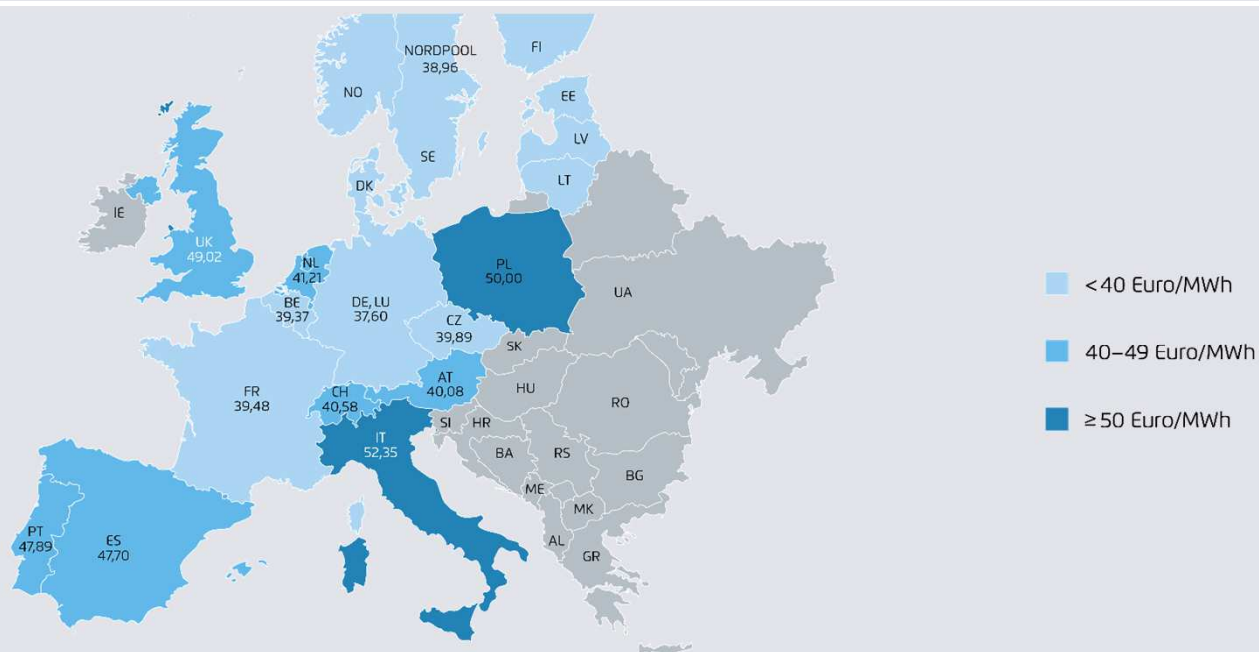 NORDPOOL
38,96
FI
NO
EE
LV
SE
LT
DK
IE
UK
49,02
NL
41,21
PL
50,00
BE
39,37
DE, LU
37,60
UA
CZ
39,89
SK
FR
39,48
CH
40,58
AT
40,08
HU
RO
SI
HR
IT
52,35
BA
RS
BG
ME
MK
AL
GR
PT
47,89
ES
47,70
<40 Euro/MWh
40–49 Euro/MWh
≥50 Euro/MWh